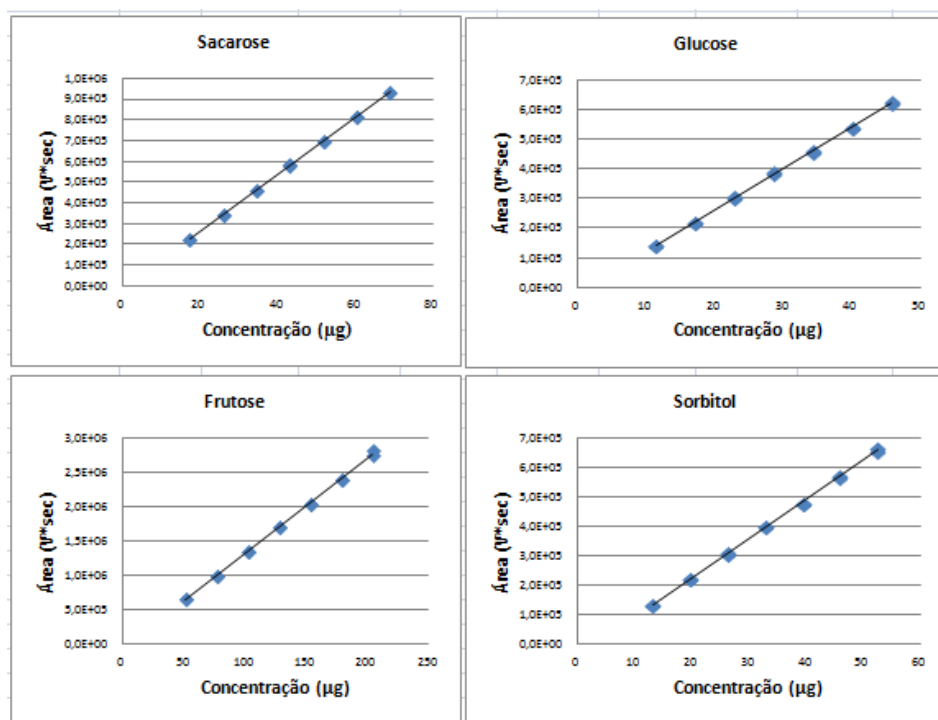 Sacarose
Área (V*sec)
1,0E+06
9,0E+05
8,0E+05
7,0E+05
6,0E+05
5,0E+05
4,0E+05
3,0E+05
2,0E+05
1,0E+05
0,0E+00
0 20 40 60 80
Concentração (µg)
Glucose
Área (V*sec)
7,0E+05
6,0E+05
5,0E+05
4,0E+05
3,0E+05
2,0E+05
1,0E+05
0,0E+00
0 10 20 30 40 50
Concentração (µg)
Frutose
Área (V*sec)
3,0E+06
2,5E+06
2,0E+06
1,5E+06
1,0E+06
5,0E+05
0,0E+00
0 50 100 150 200 250
Concentração (µg)
Sorbitol
Área (V*sec)
7,0E+05
6,0E+05
5,0E+05
4,0E+05
3,0E+05
2,0E+05
1,0E+05
0,0E+00
0 10 20 30 40 50 60
Concentração (µg)